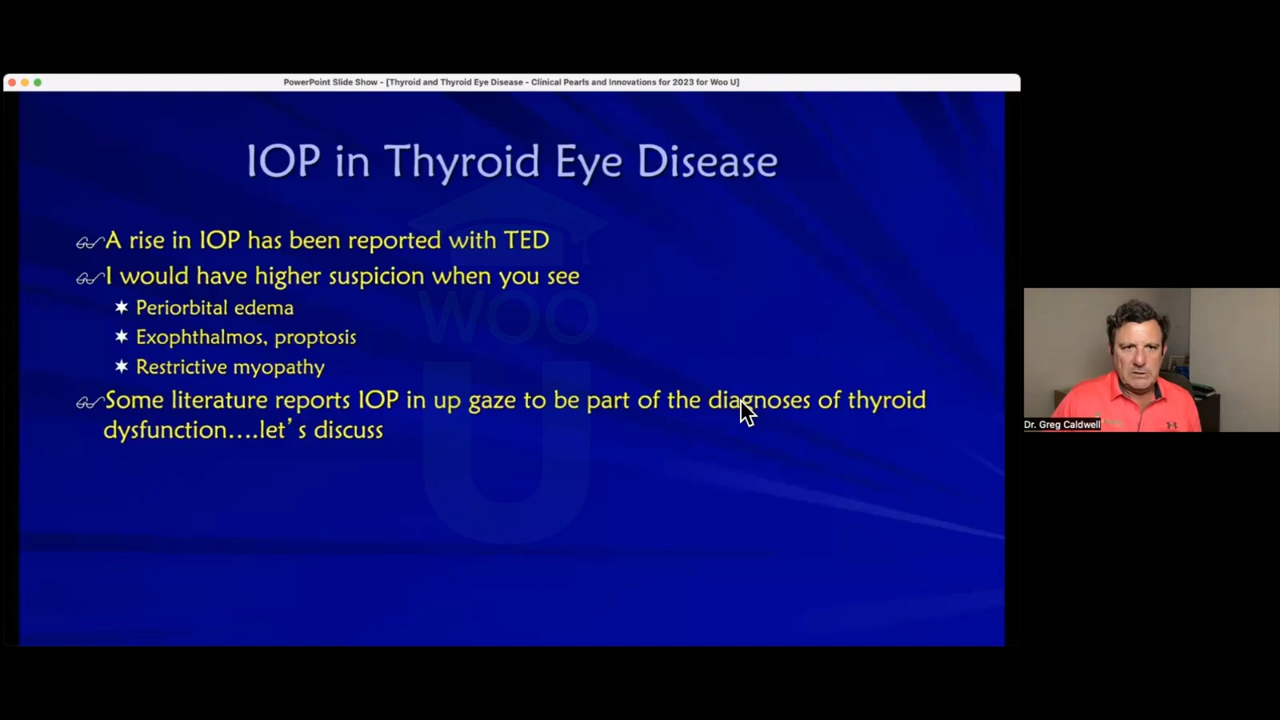 PowerPoint Slide Show - [Thyroid and Thyroid Eye Disease - Clinical Pearls and Innovations for 2023 for Woo U]
IOP in Thyroid Eye Disease
A rise in IOP has been reported with TED
I would have higher suspicion when you see
Periorbital edema
Exophthalmos, proptosis
Restrictive myopathy
Some literature reports IOP in up gaze to be part of the diagnoses of thyroid
dysfunction….let’s discuss
WOO
U
Dr. Greg Caldwell